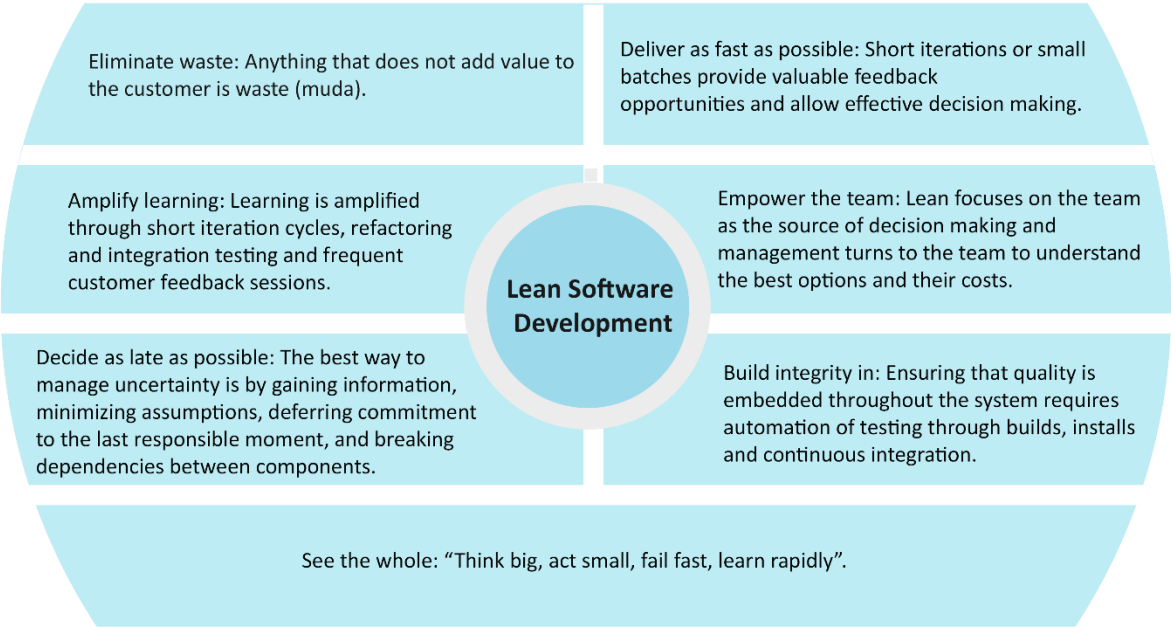 Eliminate waste: Anything that does not add value to
the customer is waste (muda).
Deliver as fast as possible: Short iterations or small
batches provide valuable feedback
opportunities and allow effective decision making.
Amplify learning: Learning is amplified
through short iteration cycles, refactoring
and integration testing and frequent
customer feedback sessions.
Empower the team: Lean focuses on the team
as the source of decision making and
management turns to the team to understand
the best options and their costs.
Lean Software
Development
Decide as late as possible: The best way to
manage uncertainty is by gaining information,
minimizing assumptions, deferring commitment
to the last responsible moment, and breaking
dependencies between components.
Build integrity in: Ensuring that quality is
embedded throughout the system requires
automation of testing through builds, installs
and continuous integration.
See the whole: “Think big, act small, fail fast, learn rapidly”.